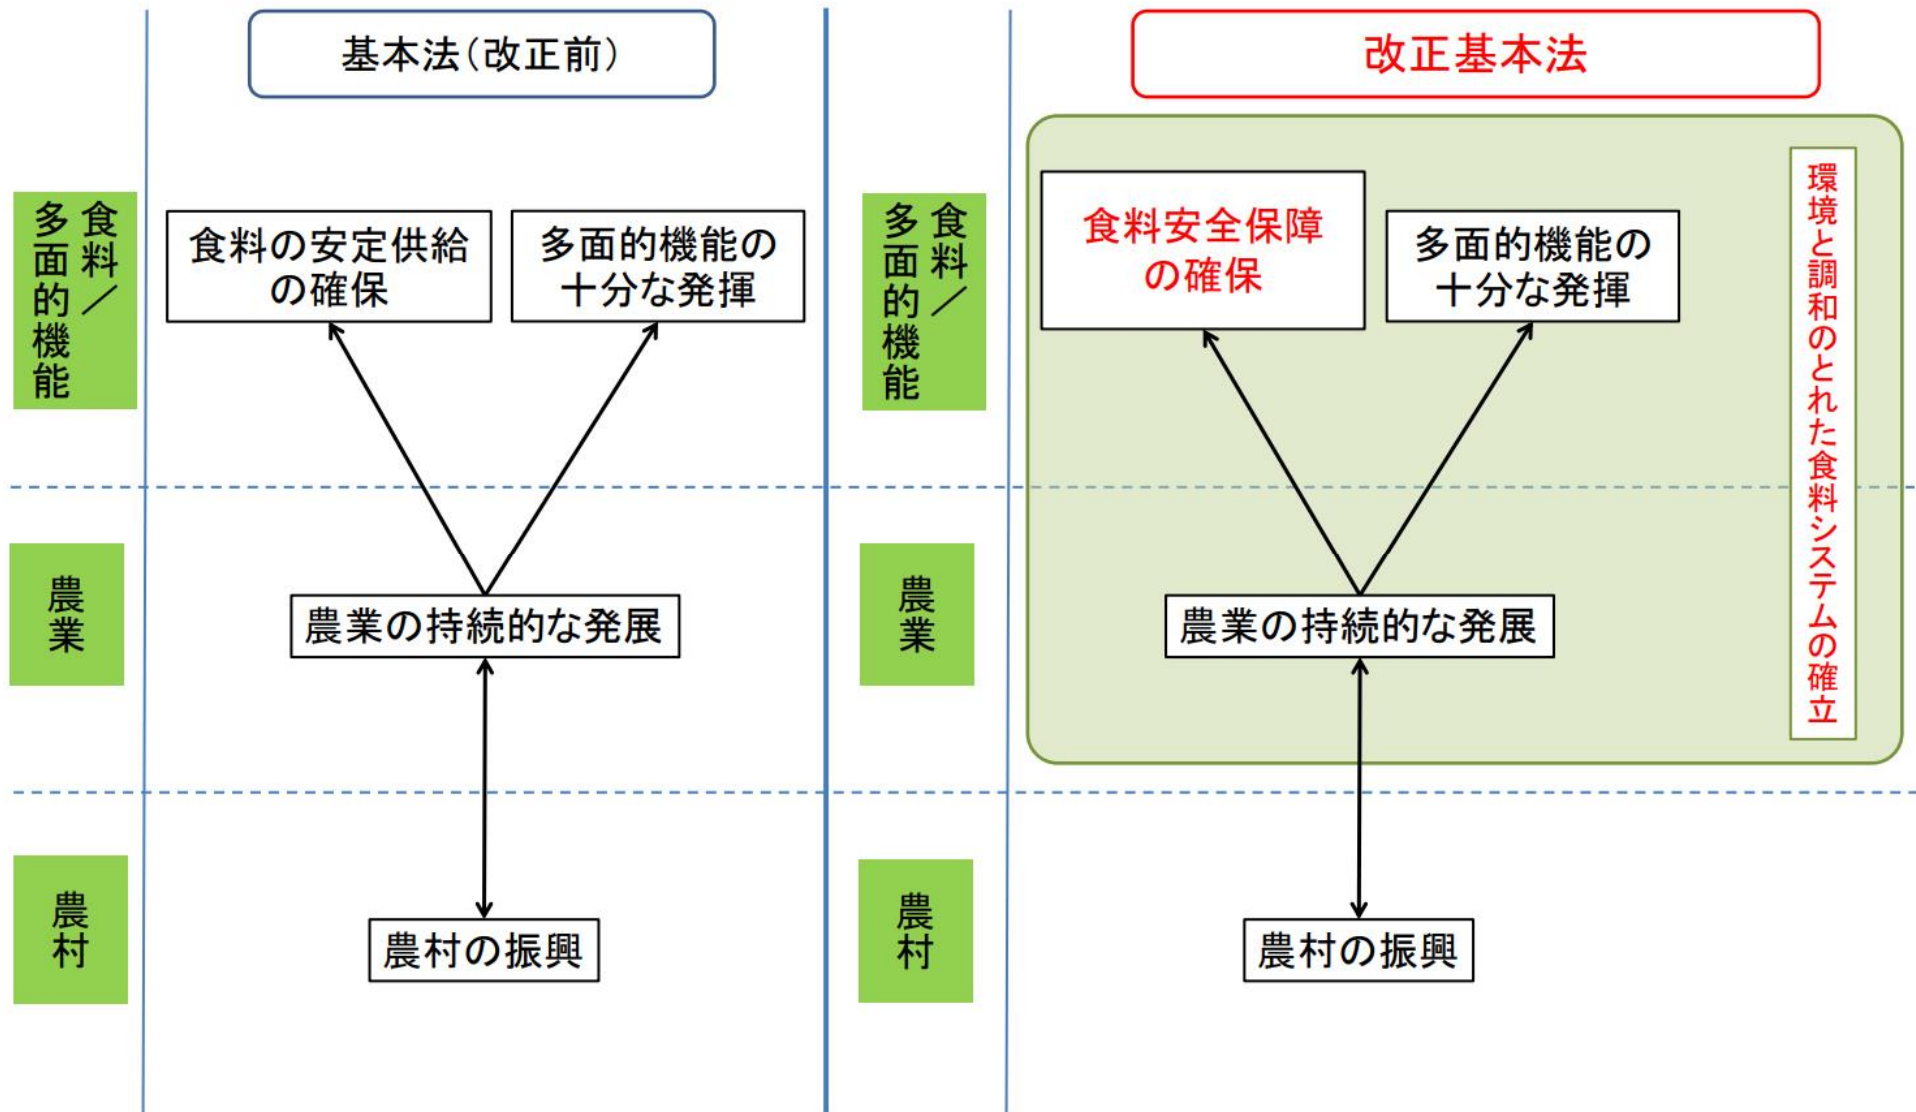 基本法（改正前）
食料／
多面的機能
食料の安定供給
の確保
多面的機能の
十分な発揮
農業
農業の持続的な発展
農村
農村の振興
改正基本法
食料／
多面的機能
食料安全保障
の確保
多面的機能の
十分な発揮
環境と調和のとれた食料システムの確立
農業
農業の持続的な発展
農村
農村の振興